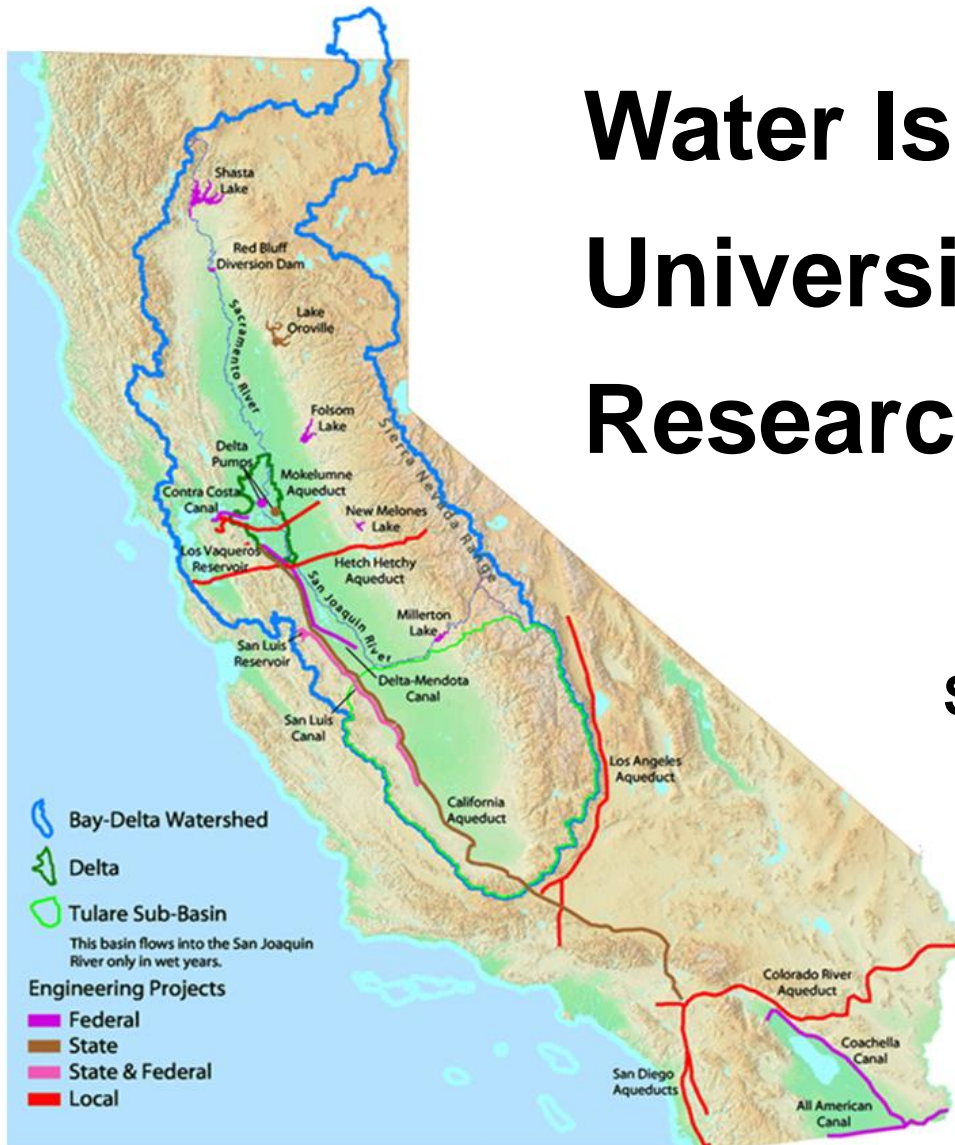 Water Is
Universi
Researc
s
Shasta
Lake
Red Bluff
Diversion Dam
Sacramento River
Lake
Oroville
Folsom
Lake
Sierra Nevada Range
Delta
Pumps
Mokelumne
Aqueduct
Contra Costa
Canal
New Melones
Lake
Los Vaqueros
Reservoir
Hetch Hetchy
Aqueduct
San Joaquin River
Millerton
Lake
San Luis
Reservoir
Delta-Mendota
Canal
San Luis
Canal
Los Angeles
Aqueduct
California
Aqueduct
Bay-Delta Watershed
Delta
Tulare Sub-Basin
This basin flows into the San Joaquin
River only in wet years.
Engineering Projects
Federal
State
State & Federal
Local
Colorado River
Aqueduct
Coachella
Canal
San Diego
Aqueducts
All American
Canal